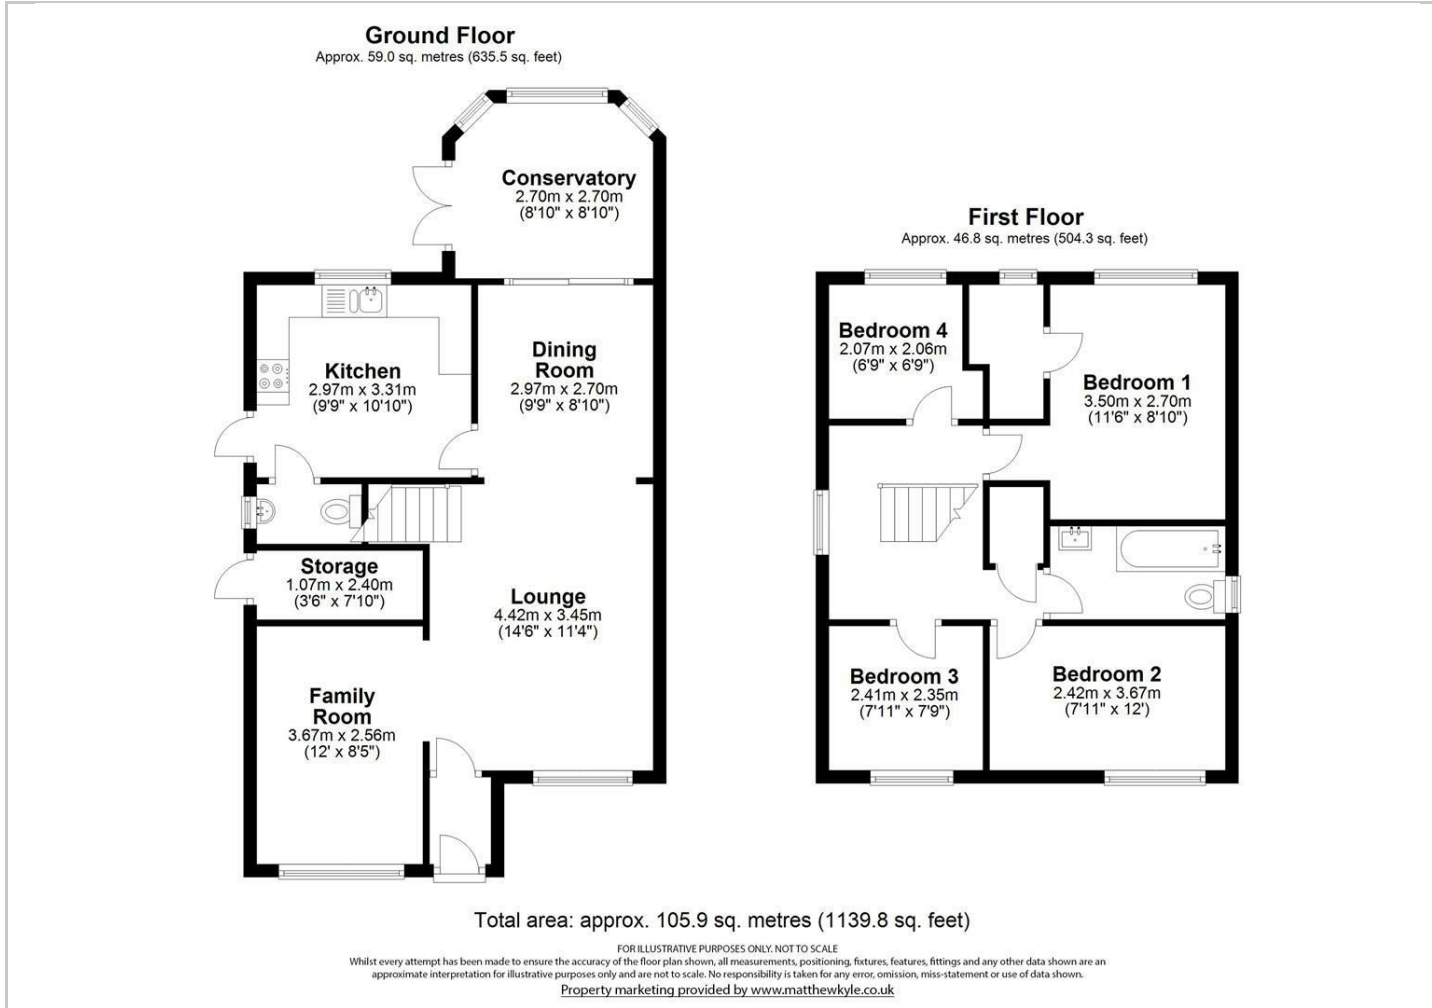 Ground Floor
Approx. 59.0 sq. metres (635.5 sq. feet)
Conservatory
2.70m x 2.70m
(8'10" x 8'10")
Kitchen
2.97m x 3.31m
(9'9" x 10'10")
Dining
Room
2.97m x 2.70m
(9'9" x 8'10")
Storage
1.07m x 2.40m
(3'6" x 7'10")
Lounge
4.42m x 3.45m
(14'6" x 11'4")
Family
Room
3.67m x 2.56m
(12' x 8'5")
First Floor
Approx. 46.8 sq. metres (504.3 sq. feet)
Bedroom 4
2.07m x 2.06m
(6'9" x 6'9")
Bedroom 1
3.50m x 2.70m
(11'6" x 8'10")
Bedroom 3
2.41m x 2.35m
(7'11" x 7'9")
Bedroom 2
2.42m x 3.67m
(7'11" x 12')
Total area: approx. 105.9 sq. metres (1139.8 sq. feet)
FOR ILLUSTRATIVE PURPOSES ONLY. NOT TO SCALE
Whilst every attempt has been made to ensure the accuracy of the floor plan shown, all measurements, positioning, fixtures, features, fittings and any other data shown are an
approximate interpretation for illustrative purposes only and are not to scale. No responsibility is taken for any error, omission, miss-statement or use of data shown.
Property marketing provided by www.matthewkyle.co.uk